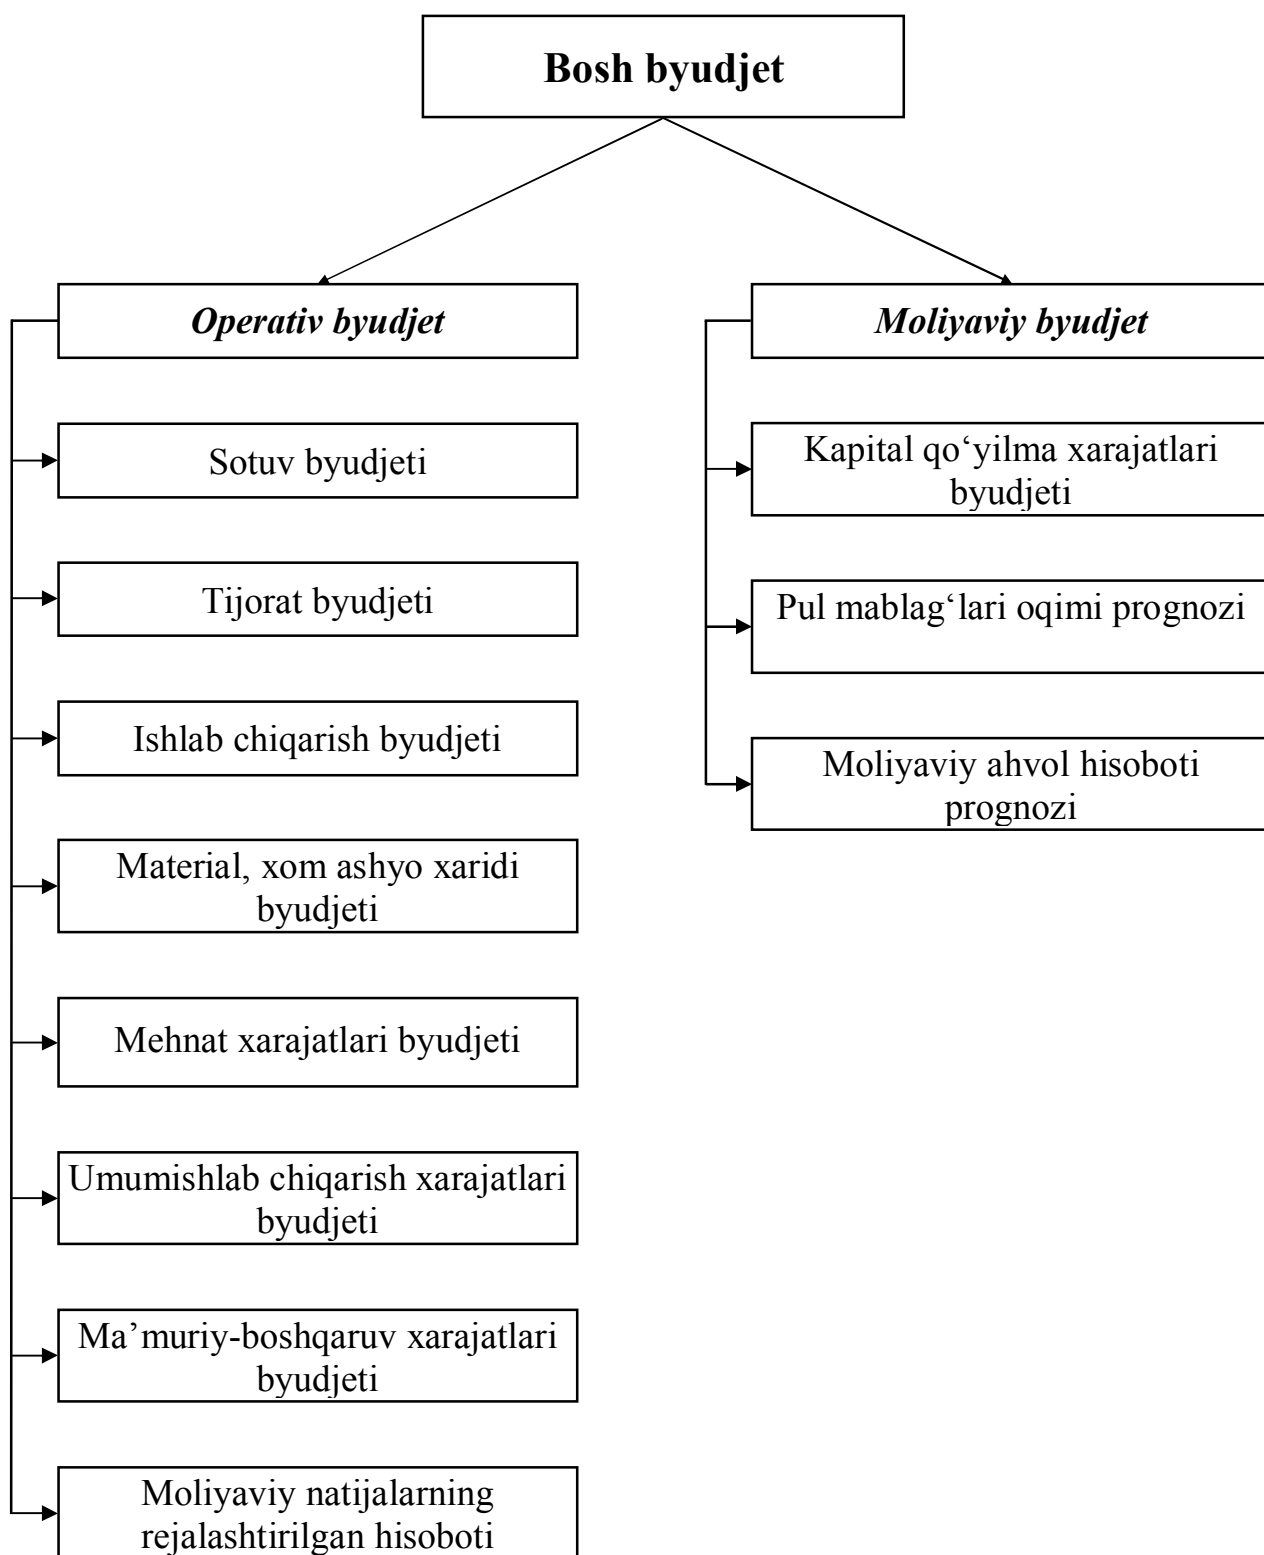 Bosh byudjet
Operativ byudjet
Sotuv byudjeti
Tijorat byudjeti
Ishlab chiqarish byudjeti
Material, xom ashyo xaridi
byudjeti
Mehnat xarajatlari byudjeti
Umumishlab chiqarish xarajatlari
byudjeti
Ma’muriy-boshqaruv xarajatlari
byudjeti
Moliyaviy natijalarning
rejalashtirilgan hisoboti
Moliyaviy byudjet
Kapital qo‘yilma xarajatlari
byudjeti
Pul mablag‘lari oqimi prognozi
Moliyaviy ahvol hisoboti
prognozi